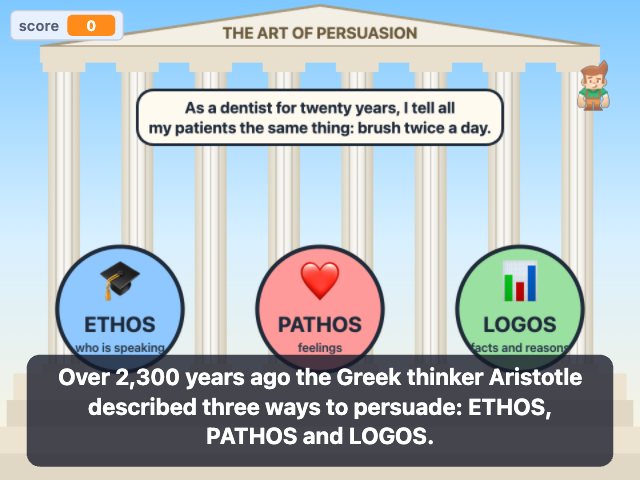 score 0
THE ART OF PERSUASION
As a dentist for twenty years, I tell all
my patients the same thing: brush twice a day.
ETHOS
who is speaking
PATHOS
feelings
LOGOS
facts and reasons
Over 2,300 years ago the Greek thinker Aristotle
described three ways to persuade: ETHOS,
PATHOS and LOGOS.